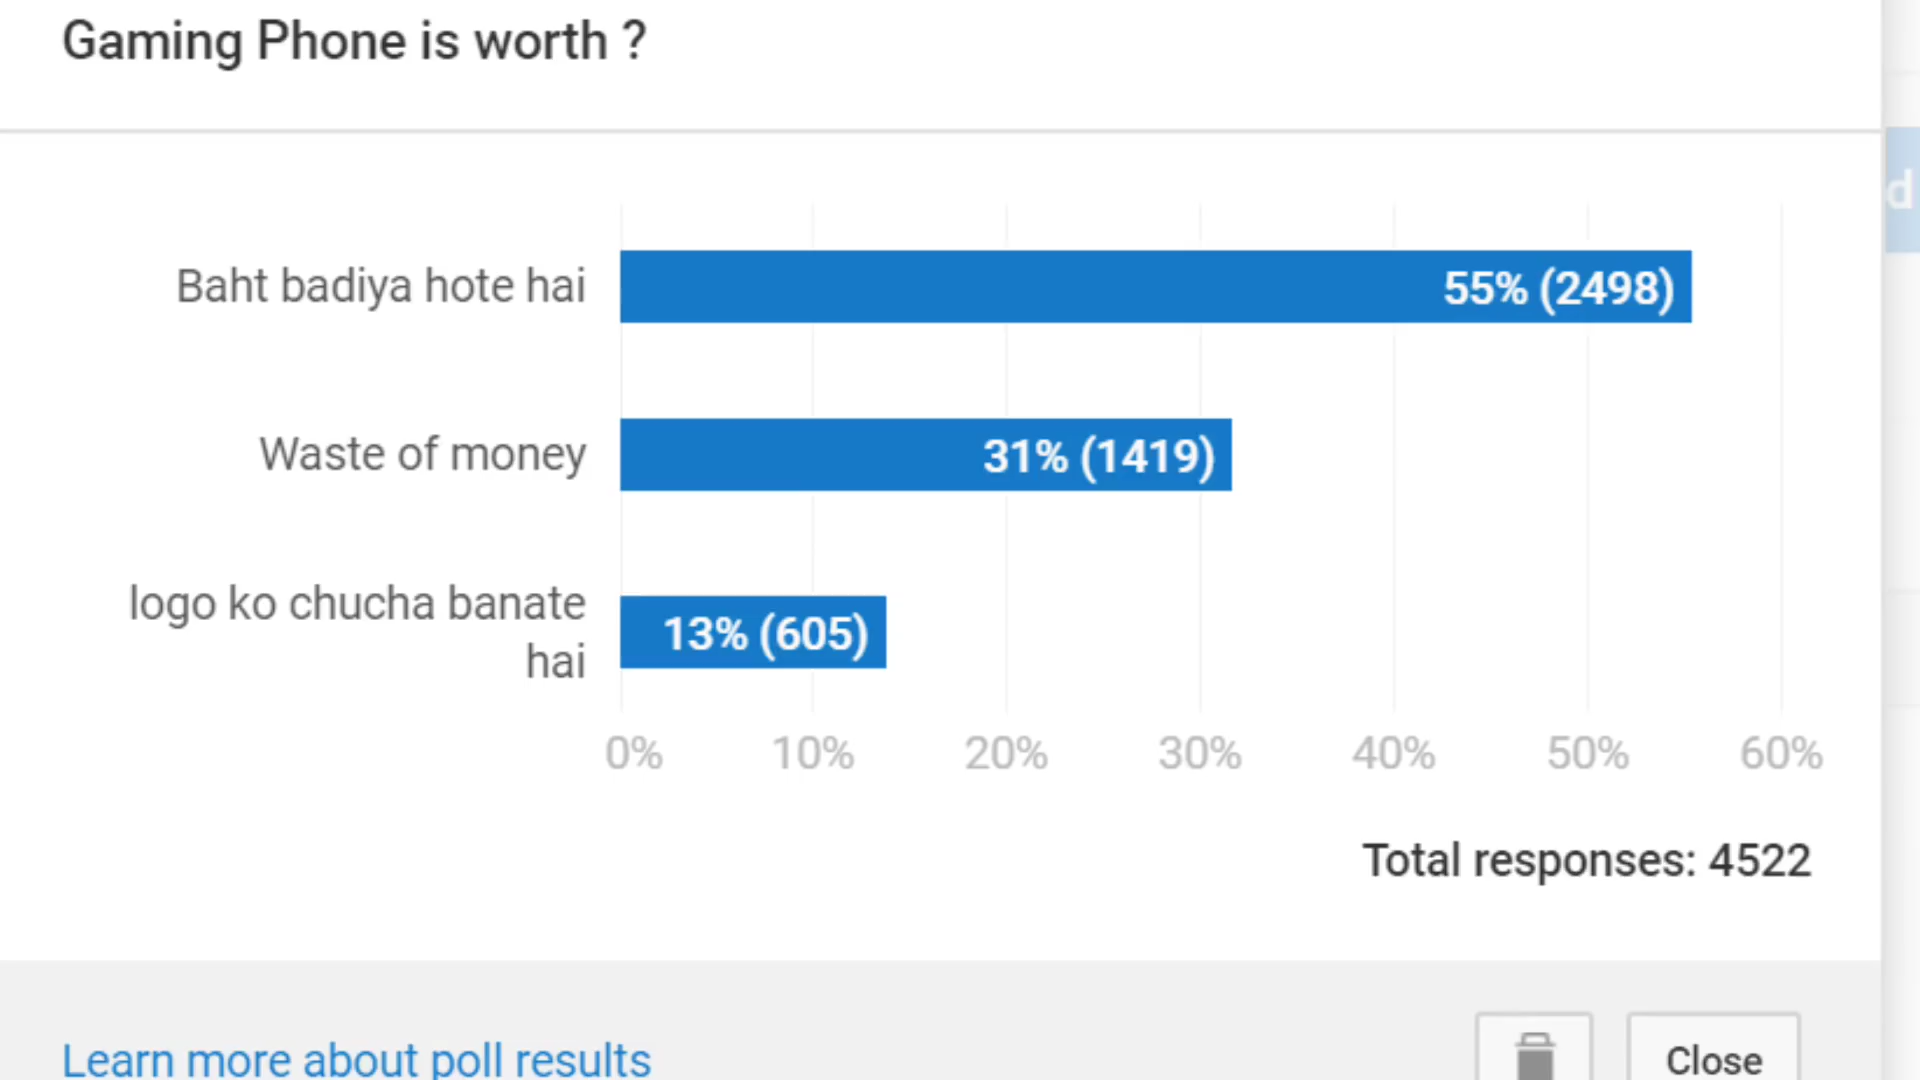 Gaming Phone is worth ?
d
Baht badiya hote hai
55% (2498)
Waste of money
31% (1419)
logo ko chucha banate
hai
13% (605)
0% 10% 20% 30% 40% 50% 60%
Total responses: 4522
Learn more about poll results
Close